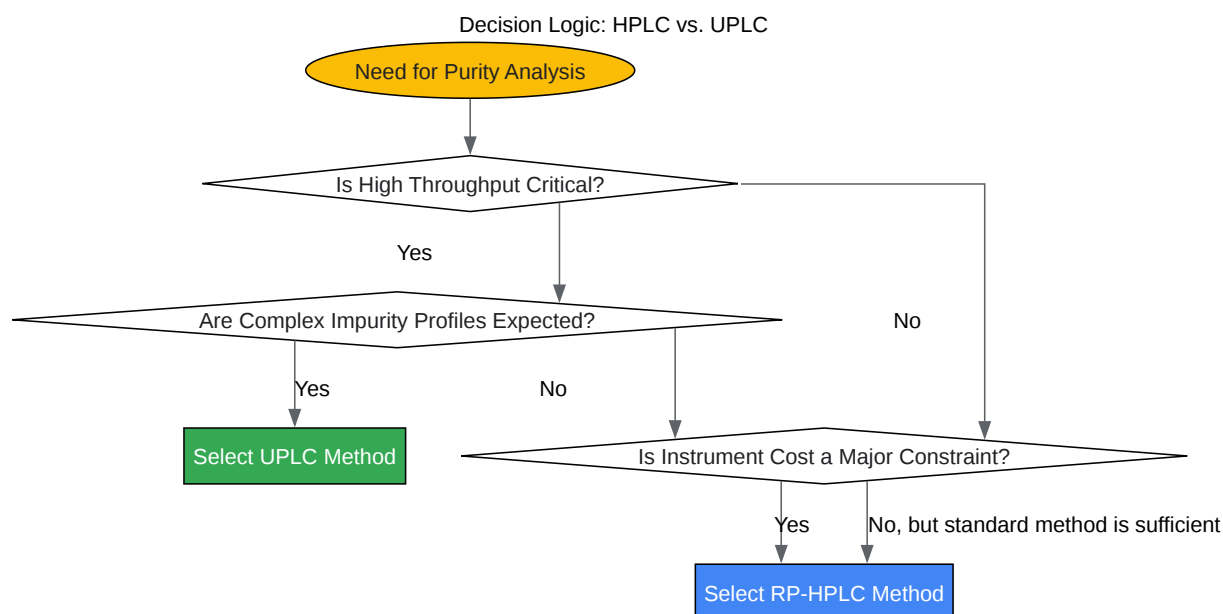 Decision Logic: HPLC vs. UPLC
Need for Purity Analysis
Is High Throughput Critical?
Yes
Are Complex Impurity Profiles Expected?
No
Yes
No
Select UPLC Method
Is Instrument Cost a Major Constraint?
Yes
No, but standard method is sufficient
Select RP-HPLC Method